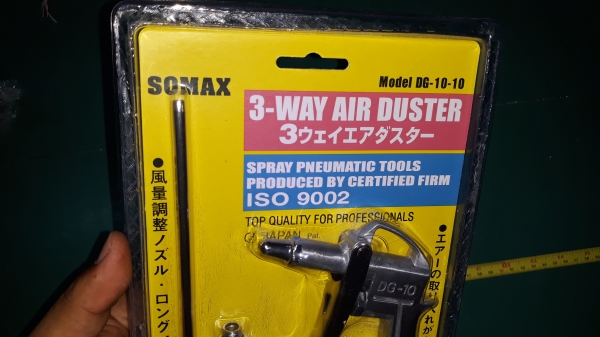 SOMAX
Model DG-10-10
3-WAY AIR DUSTER
3ウェイエアダスター
SPRAY PNEUMATIC TOOLS
PRODUCED BY CERTIFIED FIRM
ISO 9002
TOP QUALITY FOR PROFESSIONALS
JAPAN Pat.
DG-10
●風量調整ノズル・ロング
●エアーの取